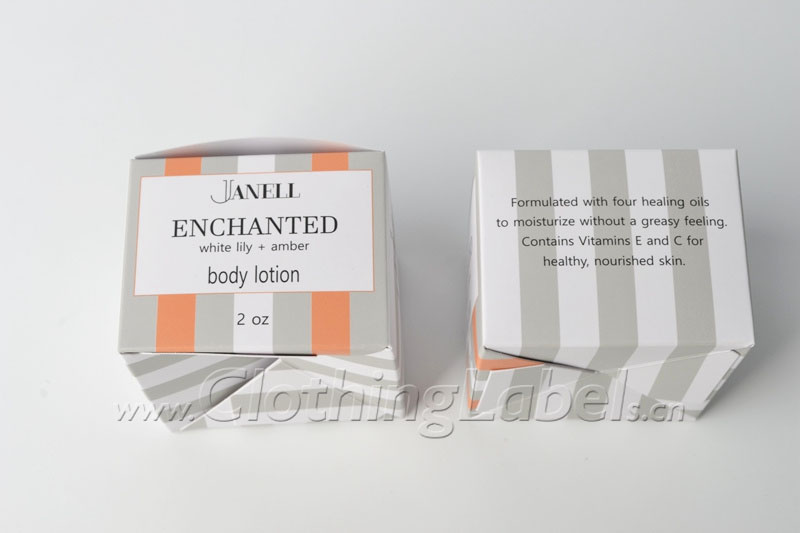 JANELL
ENCHANTED
white lily + amber
body lotion
2 oz
Formulated with four healing oils
to moisturize without a greasy feeling.
Contains Vitamins E and C for
healthy, nourished skin.
www.ClothingLabels.cn